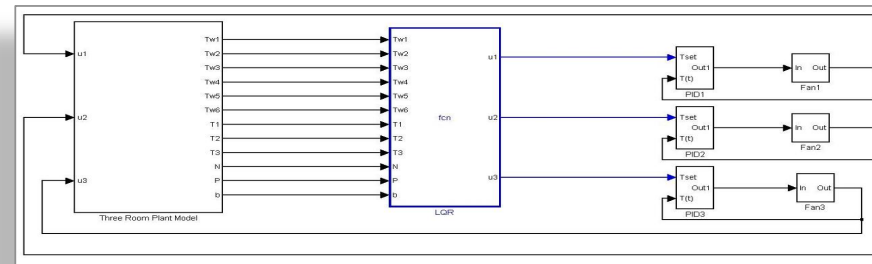 u1
u2
u3
Tw1
Tw2
Tw3
Tw4
Tw5
Tw6
T1
T2
T3
N
P
b
Three Room Plant Model
Tw1
Tw2
Tw3
Tw4
Tw5
Tw6
T1
T2
T3
N
P
b
fcn
u1
u2
u3
LQR
Tset
Out1
T(t)
PID1
In Out
Fan1
Tset
Out1
T(t)
PID2
In Out
Fan2
Tset
Out1
T(t)
PID3
In Out
Fan3